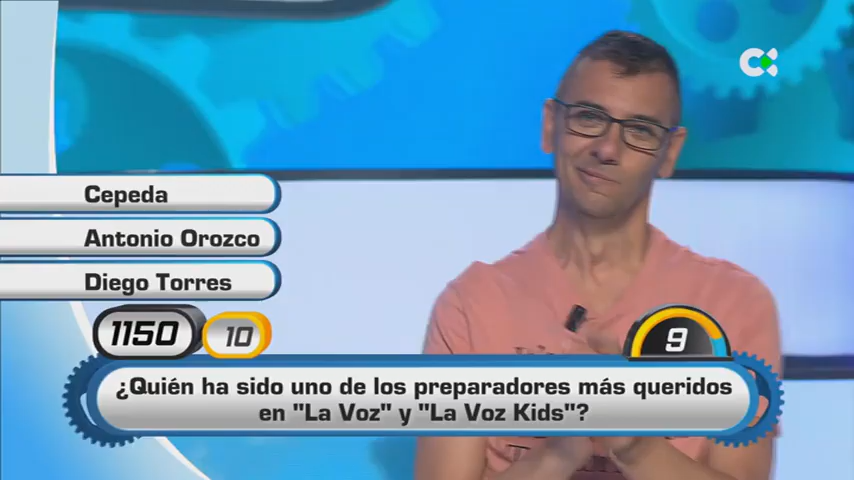 Cepeda
Antonio Orozco
Diego Torres
1150
10
9
¿Quién ha sido uno de los preparadores más queridos
en "La Voz" y "La Voz Kids"?